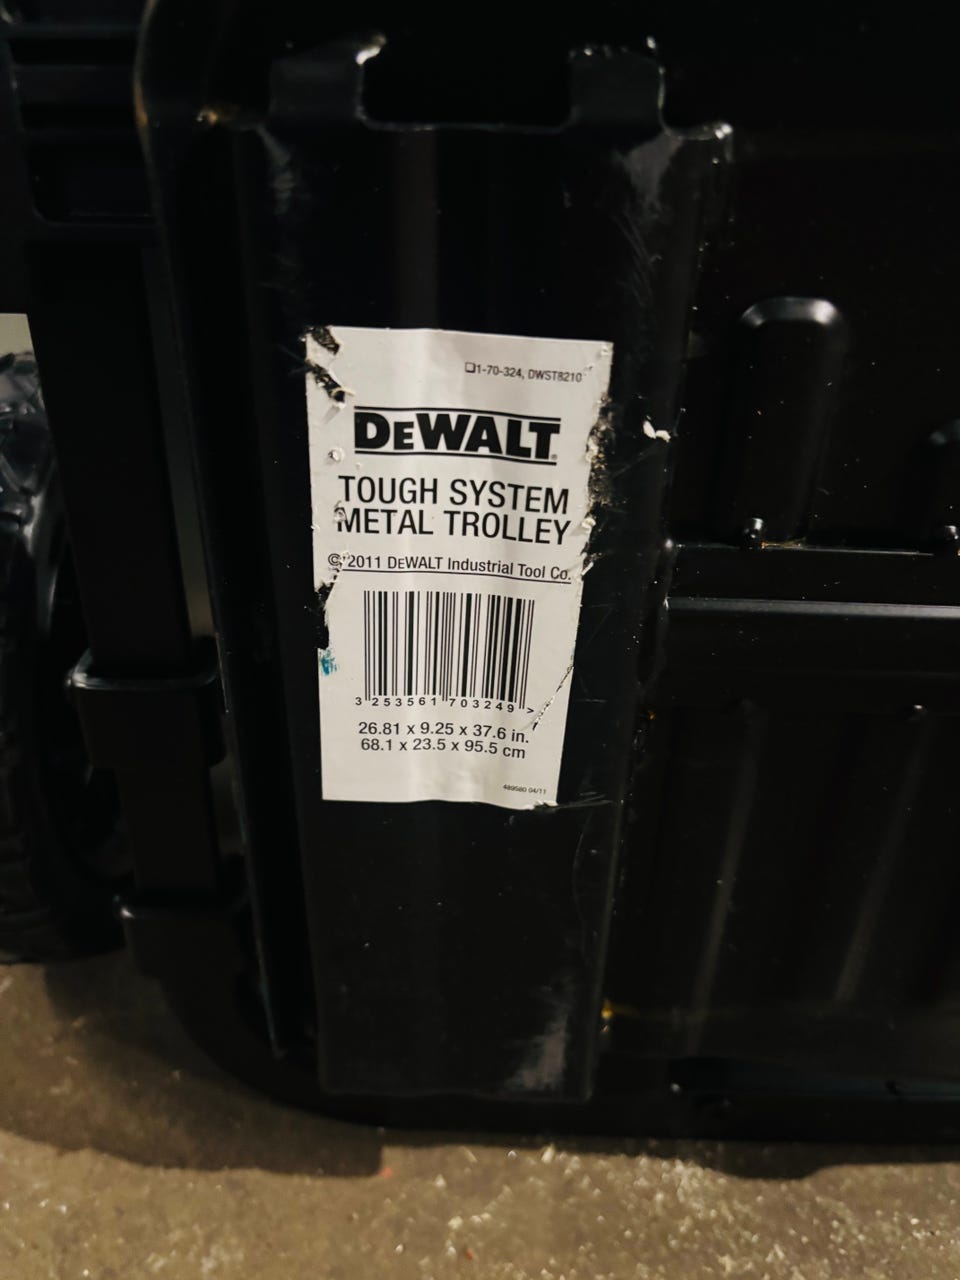 1-70-324, DWST8210
DEWALT
TOUGH SYSTEM
METAL TROLLEY
© 2011 DEWALT Industrial Tool Co.
3 253561 703249 >
26.81 x 9.25 x 37.6 in.
68.1 x 23.5 x 95.5 cm
489580 04/11